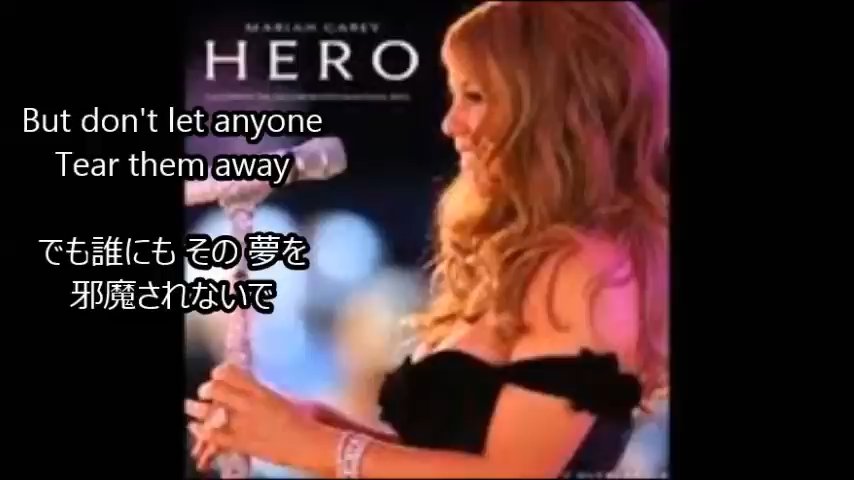 MARIAH CAREY
HERO
But don't let anyone
Tear them away
でも誰にも その 夢を
邪魔されないで